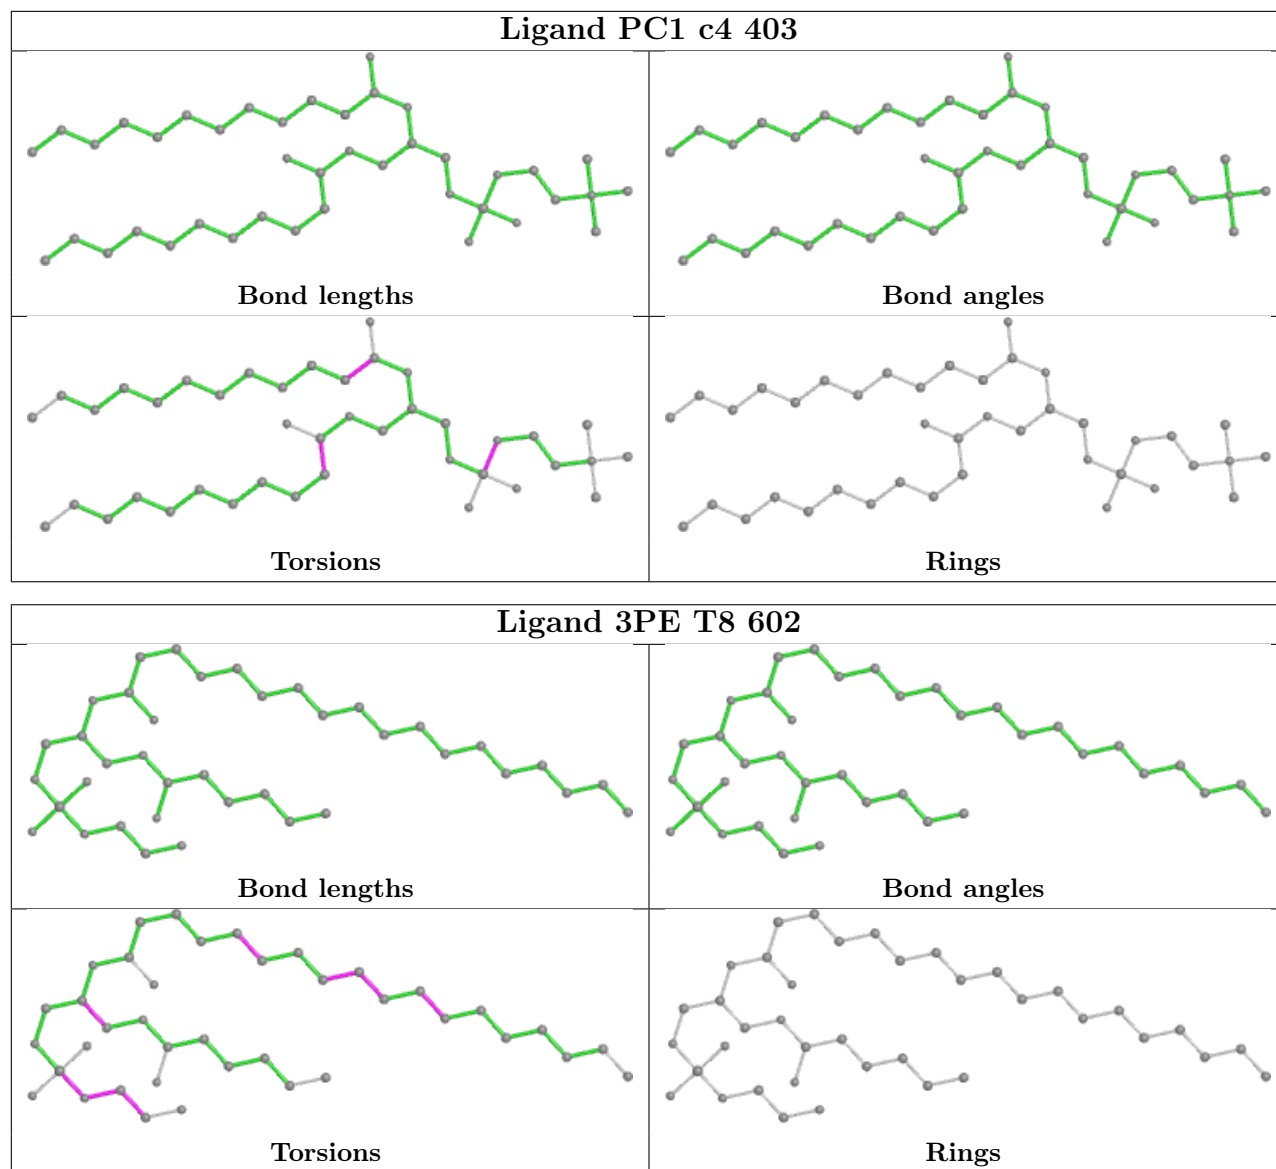 Ligand PC1 c4 403
Bond lengths
Bond angles
Torsions
Rings
Ligand 3PE T8 602
Bond lengths
Bond angles
Torsions
Rings